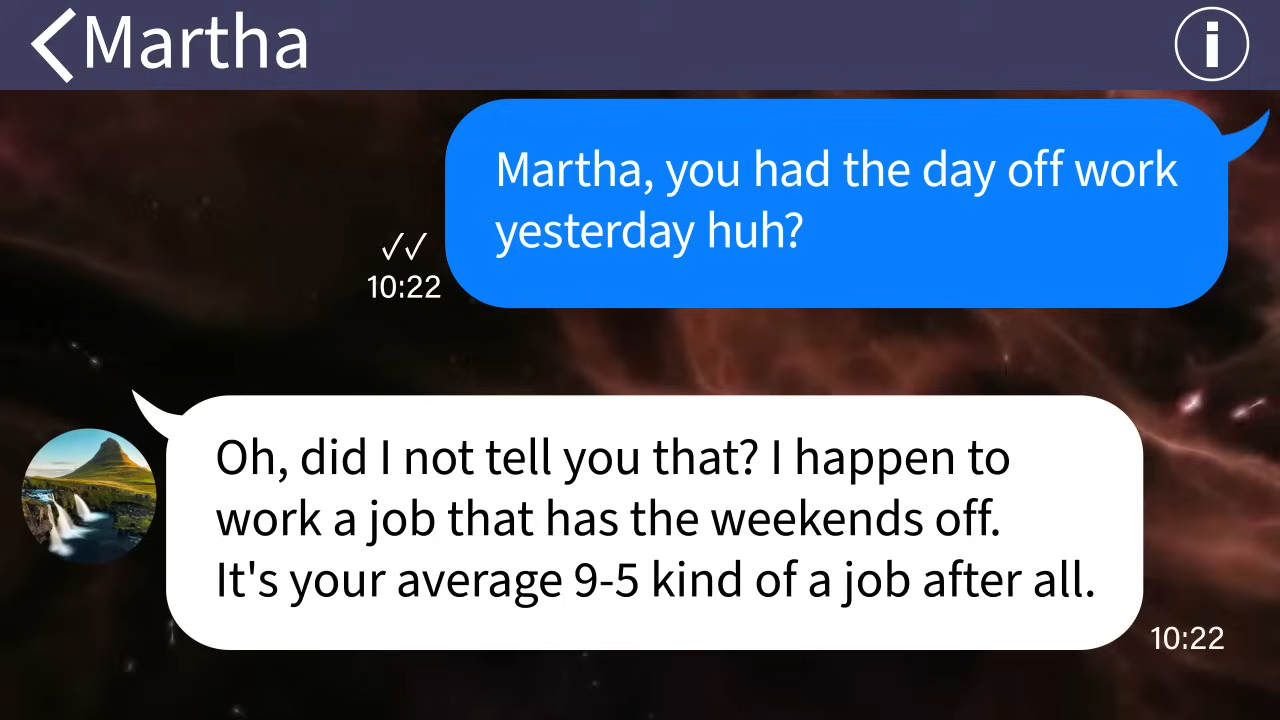 Martha
i
Martha, you had the day off work
yesterday huh?
✓✓
10:22
Oh, did I not tell you that? I happen to
work a job that has the weekends off.
It's your average 9-5 kind of a job after all.
10:22